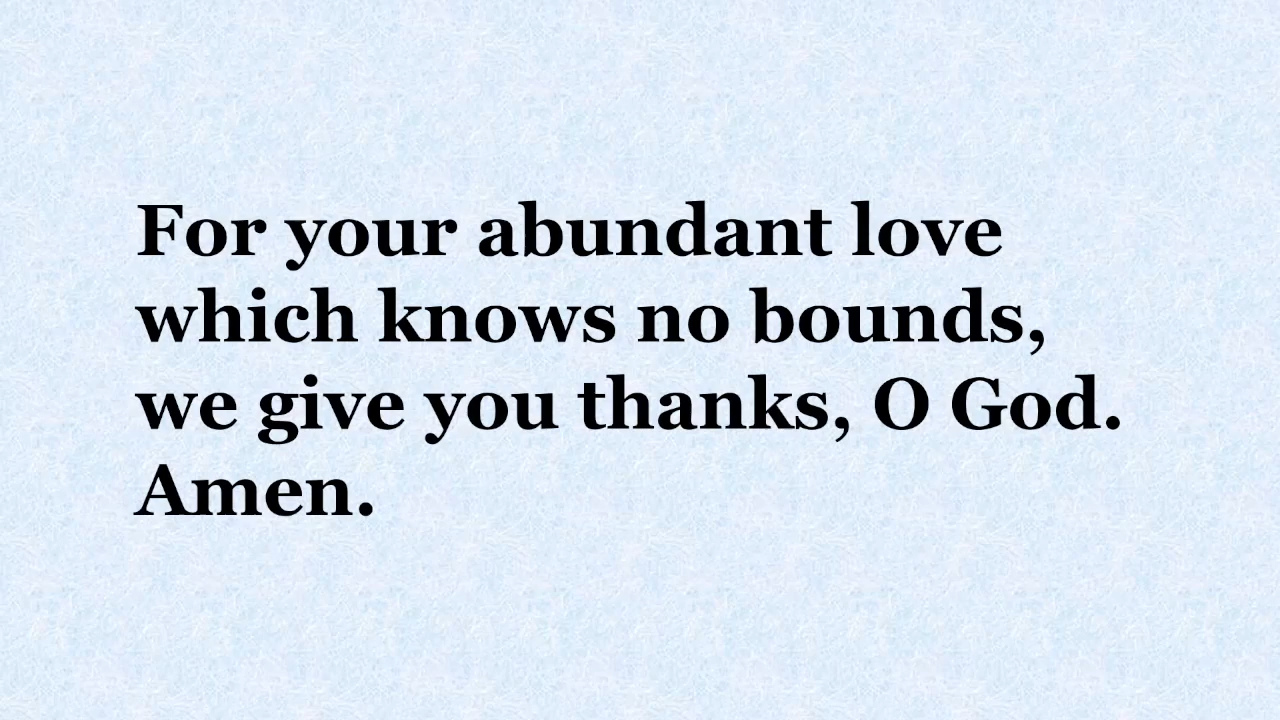 For your abundant love
which knows no bounds,
we give you thanks, O God.
Amen.